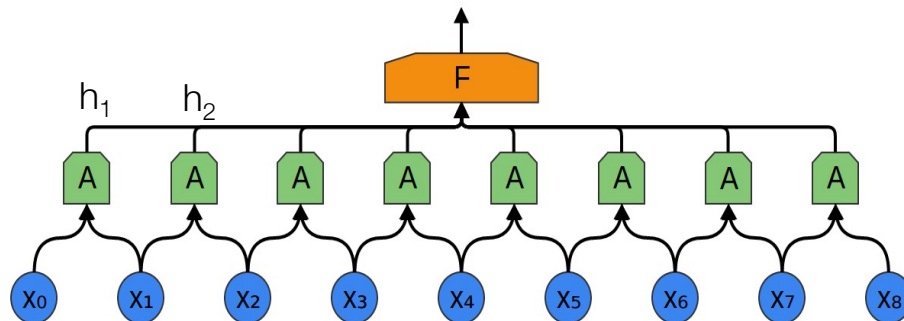 F
h₁ h₂
A A A A A A A A
X₀ X₁ X₂ X₃ X₄ X₅ X₆ X₇ X₈